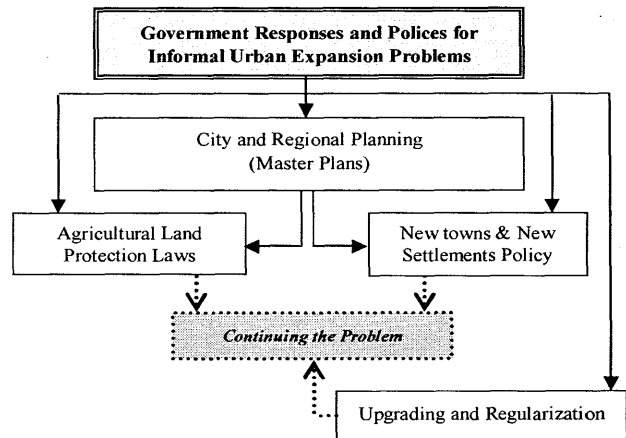 Government Responses and Polices for
Informal Urban Expansion Problems
City and Regional Planning
(Master Plans)
Agricultural Land
Protection Laws
New towns & New
Settlements Policy
Continuing the Problem
Upgrading and Regularization